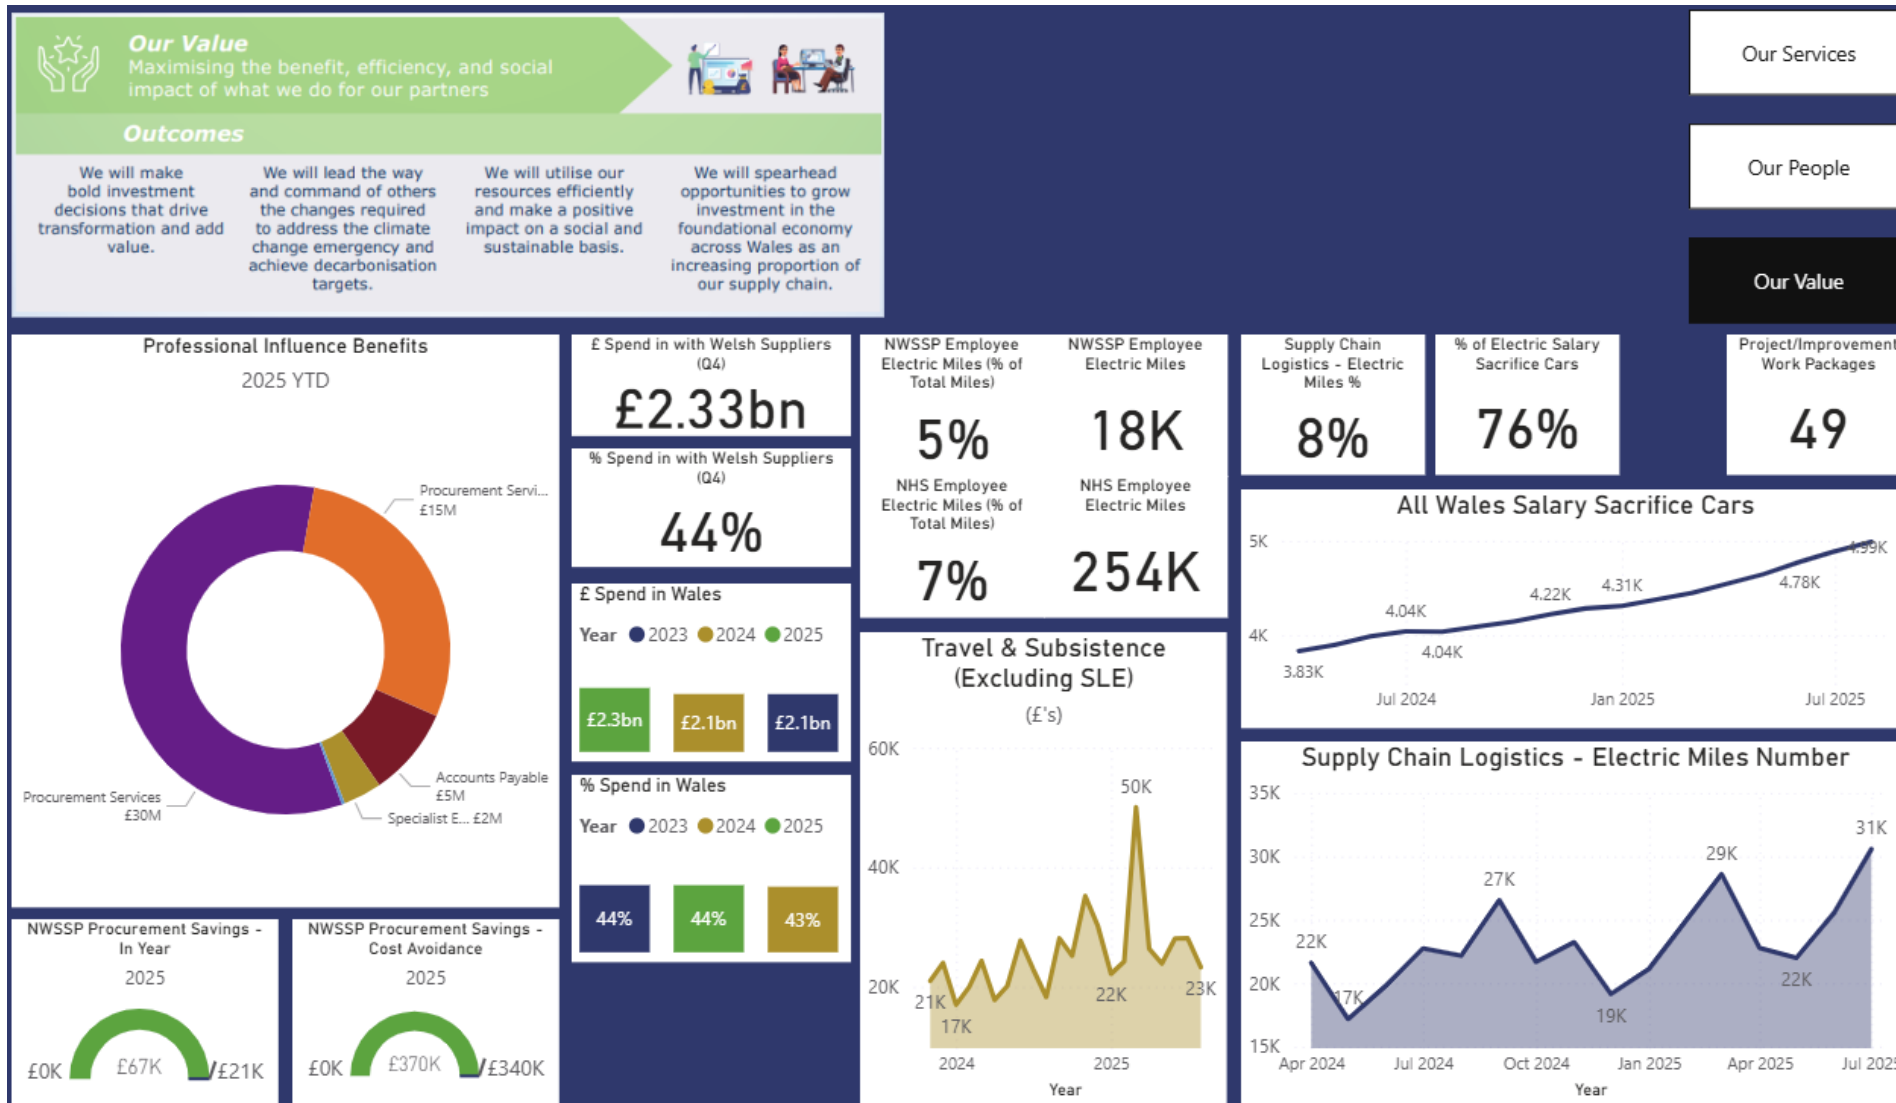 Our Value
Maximising the benefit, efficiency, and social
impact of what we do for our partners
Outcomes
We will make
bold investment
decisions that drive
transformation and add
value.
We will lead the way
and command of others
the changes required
to address the climate
change emergency and
achieve decarbonisation
targets.
We will utilise our
resources efficiently
and make a positive
impact on a social and
sustainable basis.
We will spearhead
opportunities to grow
investment in the
foundational economy
across Wales as an
increasing proportion of
our supply chain.
Our Services
Our People
Our Value
Professional Influence Benefits
2025 YTD
Procurement Servi...
£15M
Accounts Payable
£5M
Specialist E... £2M
Procurement Services
£30M
NWSSP Procurement Savings -
In Year
2025
£0K
£67K
£21K
NWSSP Procurement Savings -
Cost Avoidance
2025
£0K
£370K
£340K
£ Spend in with Welsh Suppliers
(Q4)
£2.33bn
% Spend in with Welsh Suppliers
(Q4)
44%
£ Spend in Wales
Year 2023 2024 2025
£2.3bn £2.1bn £2.1bn
% Spend in Wales
Year 2023 2024 2025
44% 44% 43%
NWSSP Employee
Electric Miles (% of
Total Miles)
5%
NWSSP Employee
Electric Miles
18K
NHS Employee
Electric Miles (% of
Total Miles)
7%
NHS Employee
Electric Miles
254K
Travel & Subsistence
(Excluding SLE)
(£'s)
60K
40K
20K
50K
21K
17K
22K
23K
2024 2025
Year
Supply Chain
Logistics - Electric
Miles %
8%
% of Electric Salary
Sacrifice Cars
76%
Project/Improvement
Work Packages
49
All Wales Salary Sacrifice Cars
5K
4K
3.83K
4.04K
4.04K
4.22K
4.31K
4.78K
4.99K
Jul 2024 Jan 2025 Jul 2025
Supply Chain Logistics - Electric Miles Number
35K
30K
25K
20K
15K
22K
17K
27K
19K
29K
22K
31K
Apr 2024 Jul 2024 Oct 2024 Jan 2025 Apr 2025 Jul 2025
Year